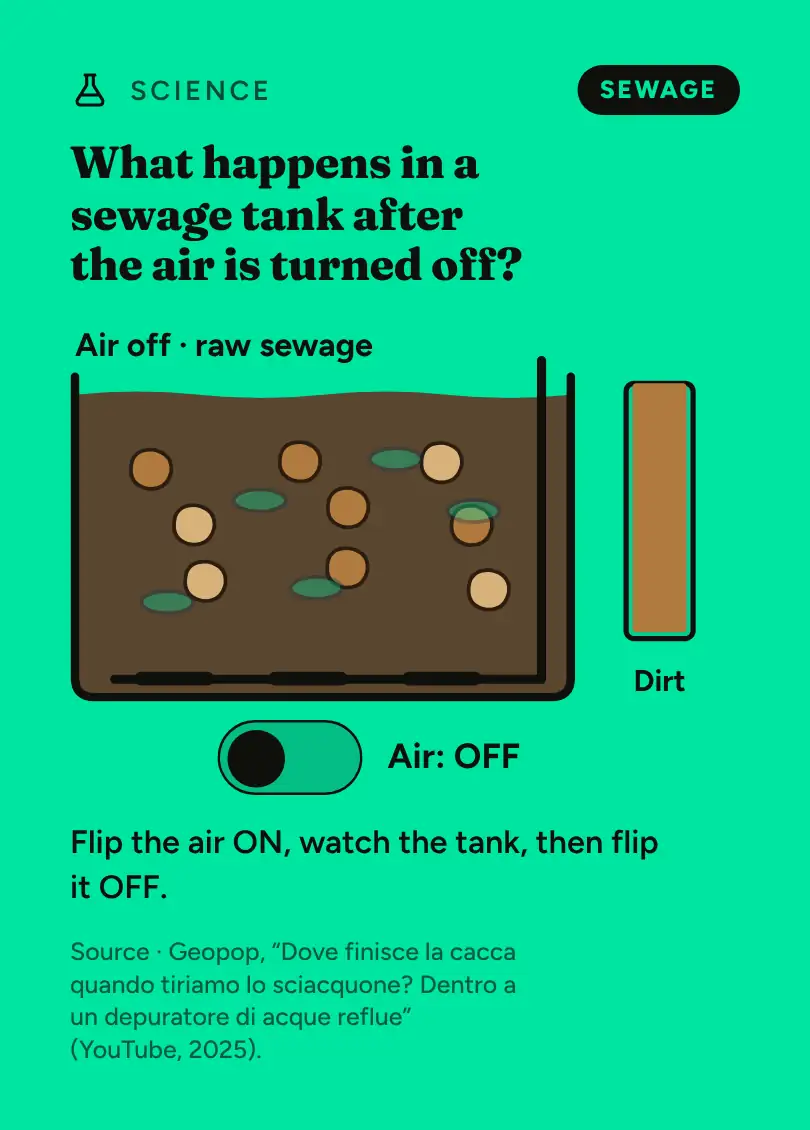 SCIENCE
SEWAGE
What happens in a
sewage tank after
the air is turned off?
Air off · raw sewage
Dirt
Air: OFF
Flip the air ON, watch the tank, then flip
it OFF.
Source · Geopop, “Dove finisce la cacca
quando tiriamo lo sciacquone? Dentro a
un depuratore di acque reflue”
(YouTube, 2025).